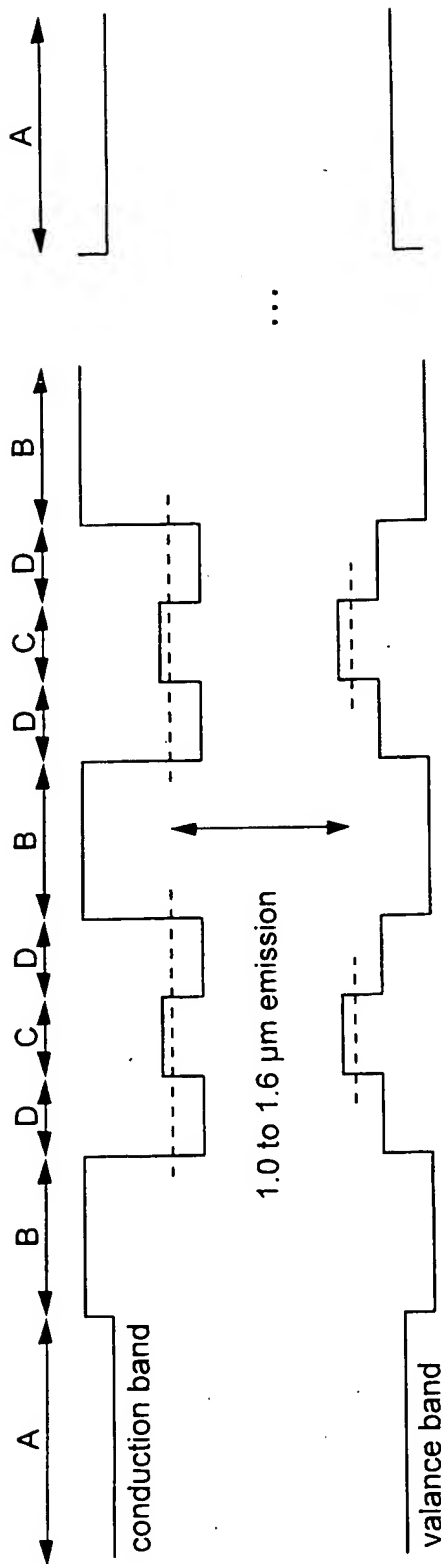 A B D C D B D C D B A
conduction band
1.0 to 1.6 µm emission
...
valance band